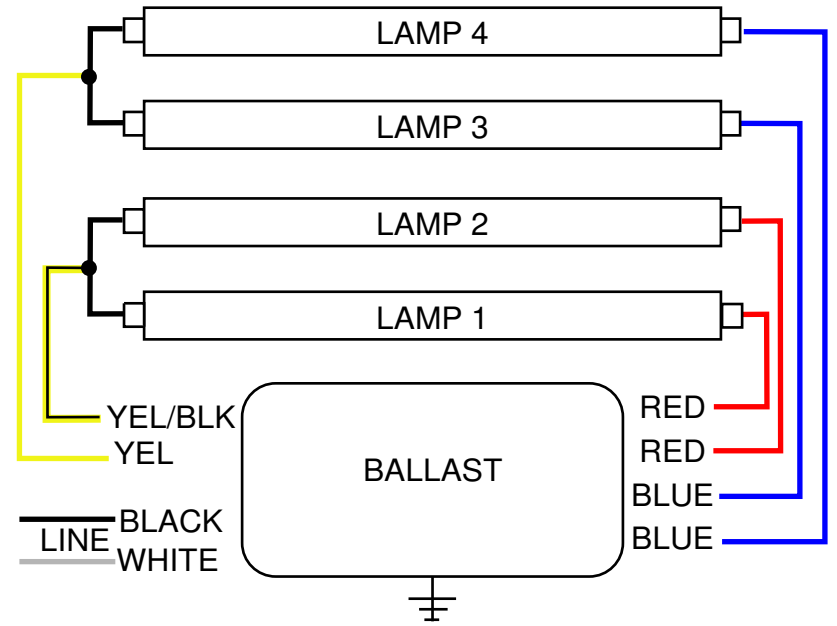 LAMP 4
LAMP 3
LAMP 2
LAMP 1
YEL/BLK
YEL
BLACK
LINE
WHITE
BALLAST
RED
RED
BLUE
BLUE